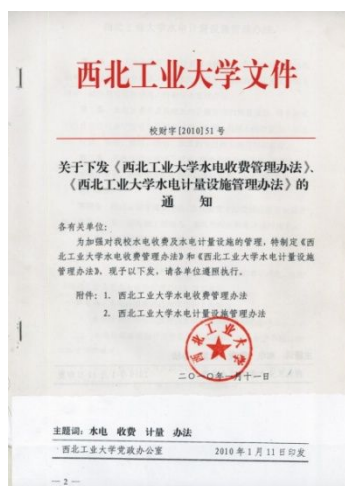 西北工业大学文件
校财字[2010]51号
关于下发《西北工业大学水电收费管理办法》、
《西北工业大学水电计量设施管理办法》的
通 知
各有关单位:
为加强对我校水电收费及水电计量设施的管理,特制定《西
北工业大学水电收费管理办法》和《西北工业大学水电计量设施
管理办法》。现予以下发,请各单位遵照执行。
附件:1. 西北工业大学水电收费管理办法
2. 西北工业大学水电计量设施管理办法
西北工业大学
二〇一〇年一月十一日
主题词:水电 收费 计量 办法
西北工业大学党政办公室 2010年1月11日印发
— 2 —